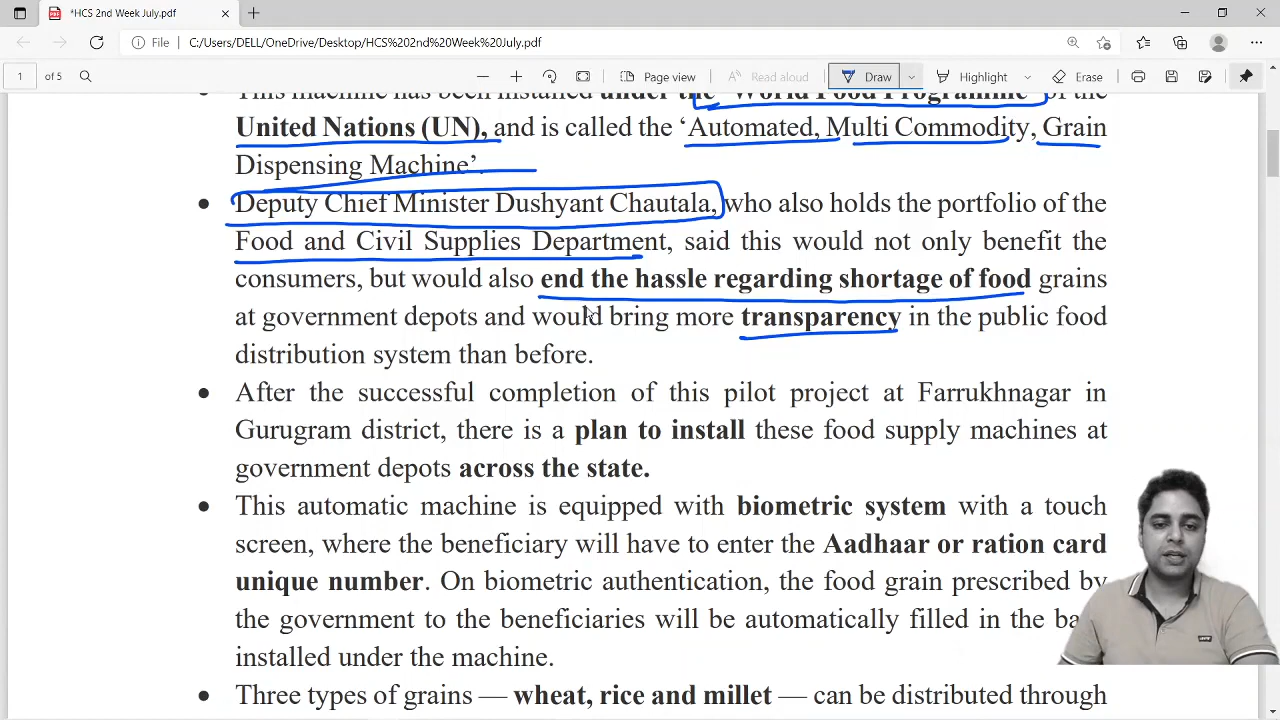 *HCS 2nd Week July.pdf
File
C:/Users/DELL/OneDrive/Desktop/HCS%202nd%20Week%20July.pdf
1 of 5
Page view
Read aloud
Draw
Highlight
Erase
This machine has been installed under the 'World Food Programme' of the
United Nations (UN), and is called the ‘Automated, Multi Commodity, Grain
Dispensing Machine’.
Deputy Chief Minister Dushyant Chautala, who also holds the portfolio of the
Food and Civil Supplies Department, said this would not only benefit the
consumers, but would also end the hassle regarding shortage of food grains
at government depots and would bring more transparency in the public food
distribution system than before.
After the successful completion of this pilot project at Farrukhnagar in
Gurugram district, there is a plan to install these food supply machines at
government depots across the state.
This automatic machine is equipped with biometric system with a touch
screen, where the beneficiary will have to enter the Aadhaar or ration card
unique number. On biometric authentication, the food grain prescribed by
the government to the beneficiaries will be automatically filled in the
installed under the machine.
Three types of grains — wheat, rice and millet — can be distributed through